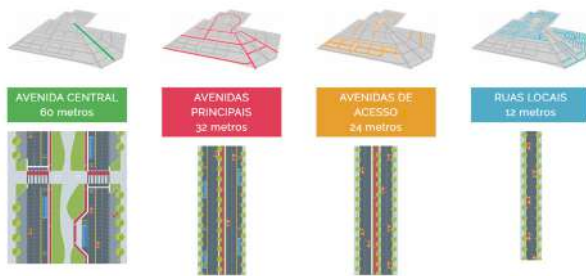 AVENIDA CENTRAL
60 metros
AVENIDAS
PRINCIPAIS
32 metros
AVENIDAS DE
ACESSO
24 metros
RUAS LOCAIS
12 metros